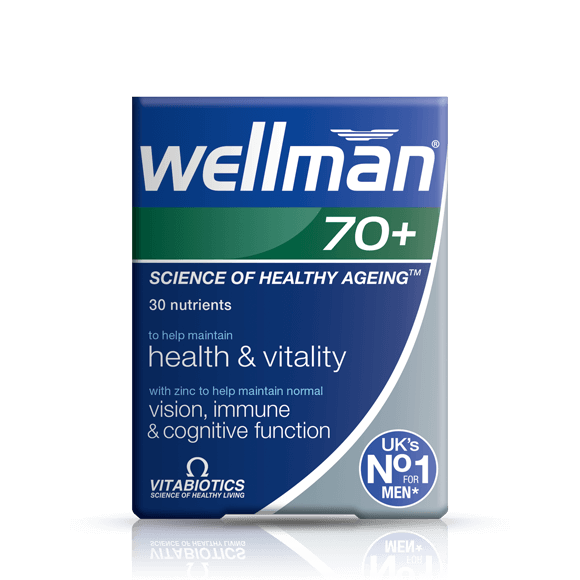 wellman®
70+
SCIENCE OF HEALTHY AGEING™
30 nutrients
to help maintain
health & vitality
with zinc to help maintain normal
vision, immune
& cognitive function
VITABIOTICS
SCIENCE OF HEALTHY LIVING
UK's
No1
FOR
MEN*